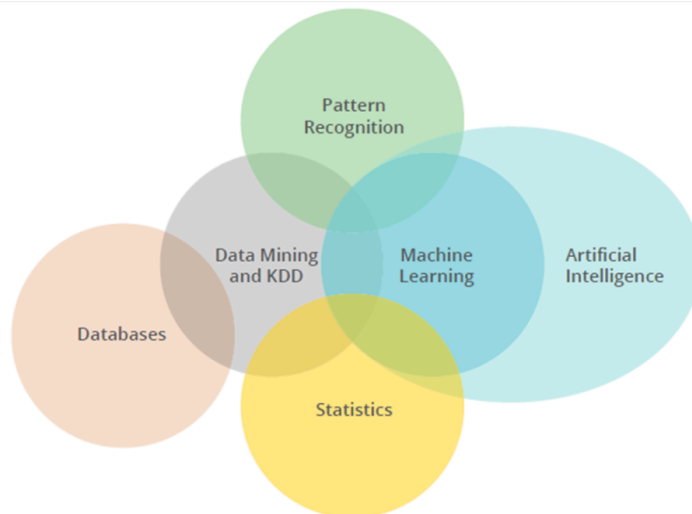 Pattern
Recognition
Data Mining
and KDD
Machine
Learning
Artificial
Intelligence
Databases
Statistics